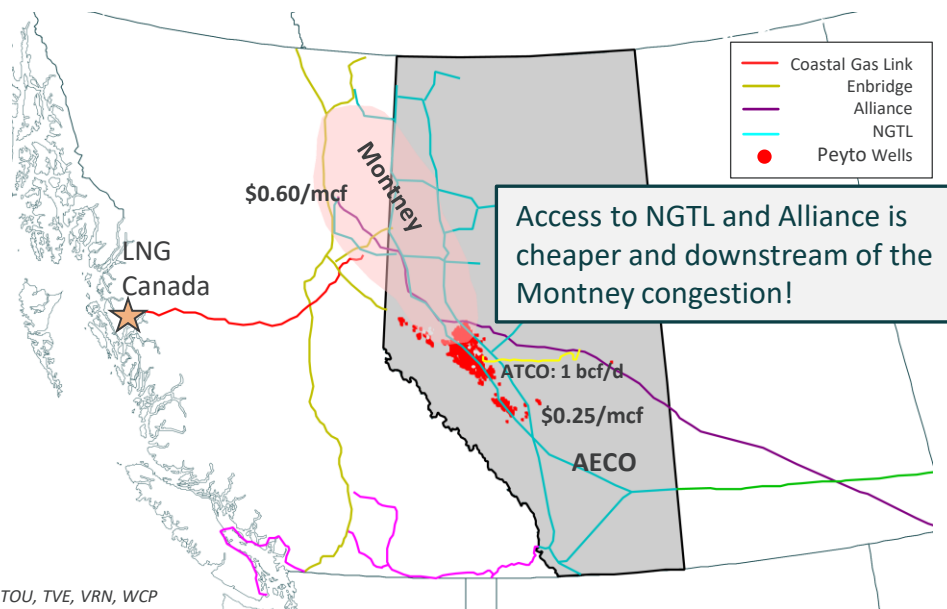 Coastal Gas Link
Enbridge
Alliance
NGTL
Peyto Wells
Montney
$0.60/mcf
Access to NGTL and Alliance is
cheaper and downstream of the
Montney congestion!
LNG
Canada
ATCO: 1 bcf/d
$0.25/mcf
AECO
TOU, TVE, VRN, WCP